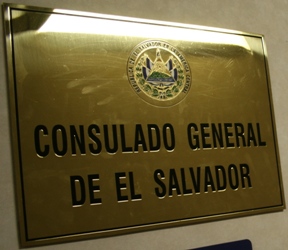 CONSULADO GENERAL
DE EL SALVADOR